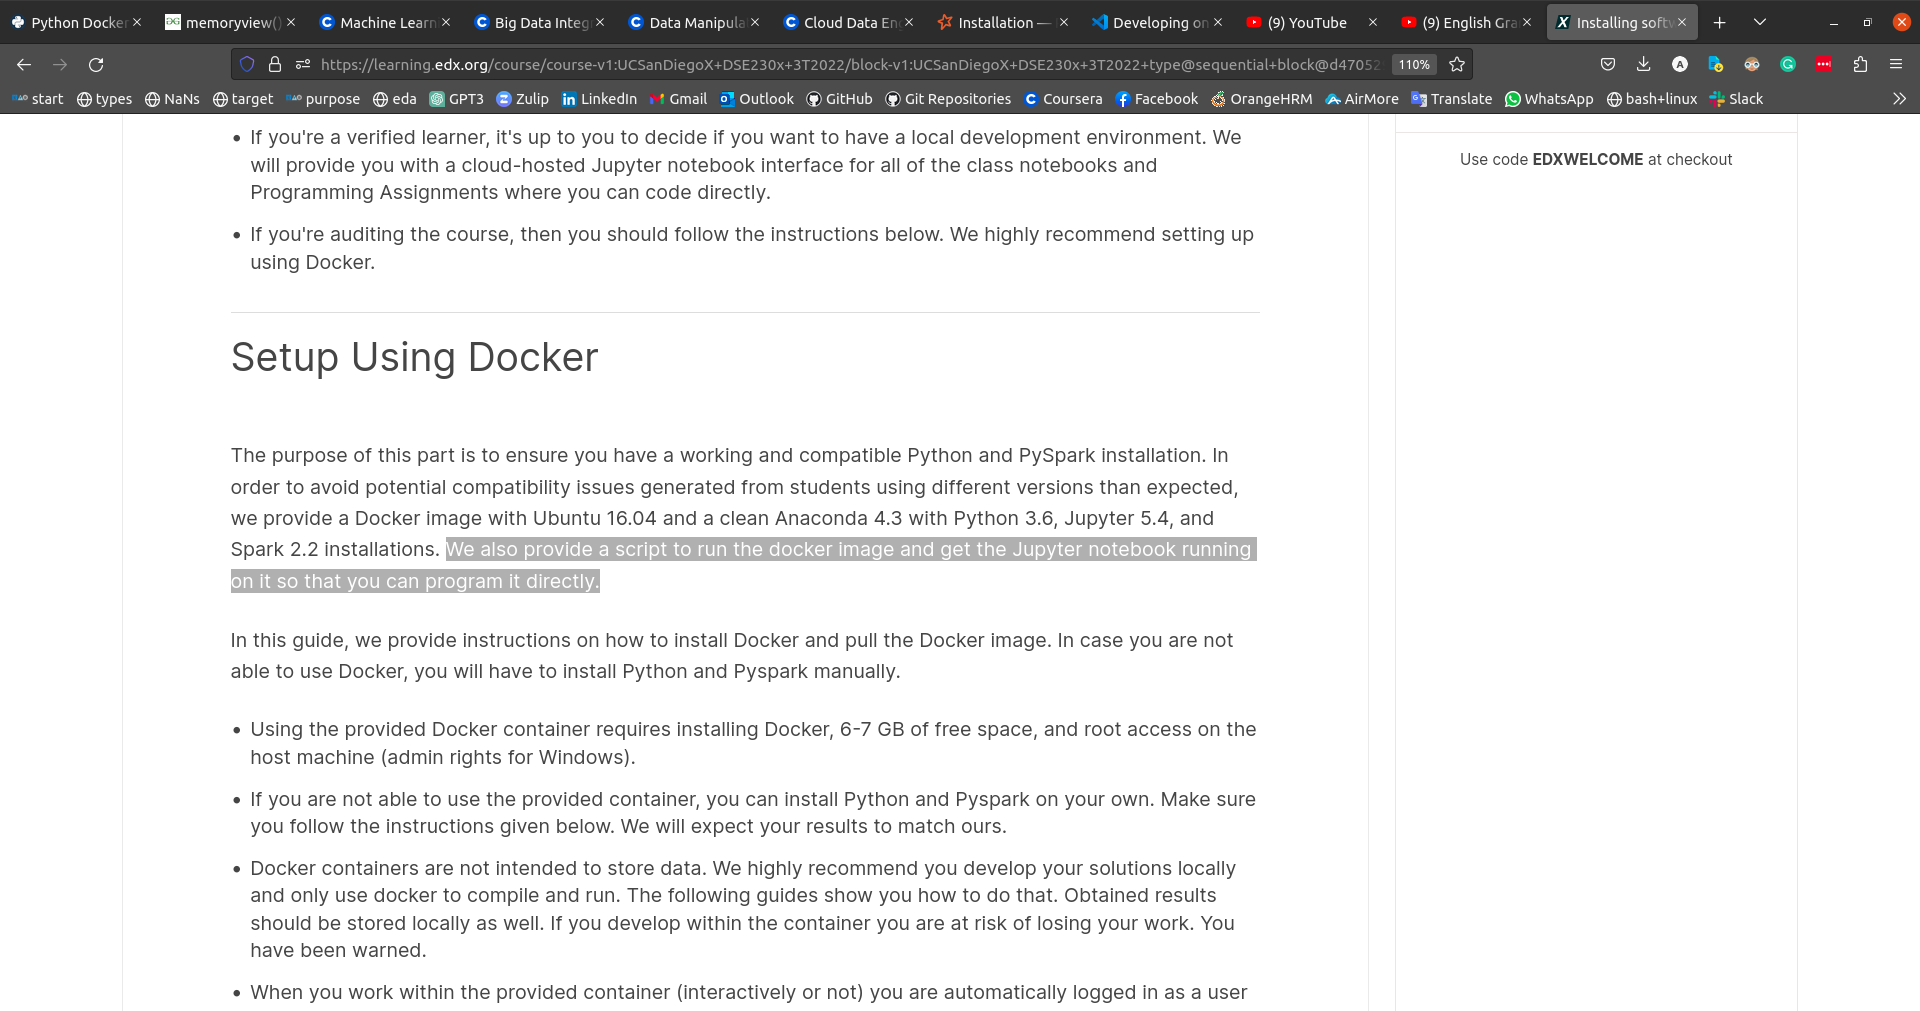 Python Docker
memoryview()
Machine Learn
Big Data Integ
Data Manipula
Cloud Data En
Installation —
Developing on
(9) YouTube
(9) English Gra
Installing softw
https://learning.edx.org/course/course-v1:UCSanDiegoX+DSE230x+3T2022/block-v1:UCSanDiegoX+DSE230x+3T2022+type@sequential+block@d47052
110%
start types NaNs target purpose eda GPT3 Zulip LinkedIn Gmail Outlook GitHub Git Repositories Coursera Facebook OrangeHRM AirMore Translate WhatsApp bash+linux Slack
• If you're a verified learner, it's up to you to decide if you want to have a local development environment. We
will provide you with a cloud-hosted Jupyter notebook interface for all of the class notebooks and
Programming Assignments where you can code directly.
• If you're auditing the course, then you should follow the instructions below. We highly recommend setting up
using Docker.
Setup Using Docker
The purpose of this part is to ensure you have a working and compatible Python and PySpark installation. In
order to avoid potential compatibility issues generated from students using different versions than expected,
we provide a Docker image with Ubuntu 16.04 and a clean Anaconda 4.3 with Python 3.6, Jupyter 5.4, and
Spark 2.2 installations. We also provide a script to run the docker image and get the Jupyter notebook running
on it so that you can program it directly.
In this guide, we provide instructions on how to install Docker and pull the Docker image. In case you are not
able to use Docker, you will have to install Python and Pyspark manually.
• Using the provided Docker container requires installing Docker, 6-7 GB of free space, and root access on the
host machine (admin rights for Windows).
• If you are not able to use the provided container, you can install Python and Pyspark on your own. Make sure
you follow the instructions given below. We will expect your results to match ours.
• Docker containers are not intended to store data. We highly recommend you develop your solutions locally
and only use docker to compile and run. The following guides show you how to do that. Obtained results
should be stored locally as well. If you develop within the container you are at risk of losing your work. You
have been warned.
• When you work within the provided container (interactively or not) you are automatically logged in as a user
Use code EDXWELCOME at checkout